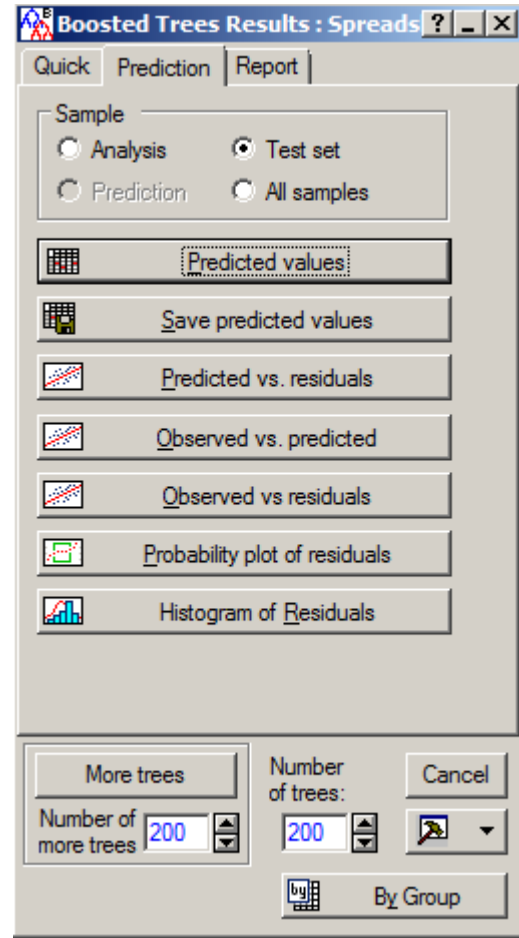 Boosted Trees Results : Spreads ? _ X
Quick Prediction Report
Sample
Analysis Test set
Prediction All samples
Predicted values
Save predicted values
Predicted vs. residuals
Observed vs. predicted
Observed vs residuals
Probability plot of residuals
Histogram of Residuals
More trees
Number of
more trees 200
Number
of trees:
200
Cancel
by By Group